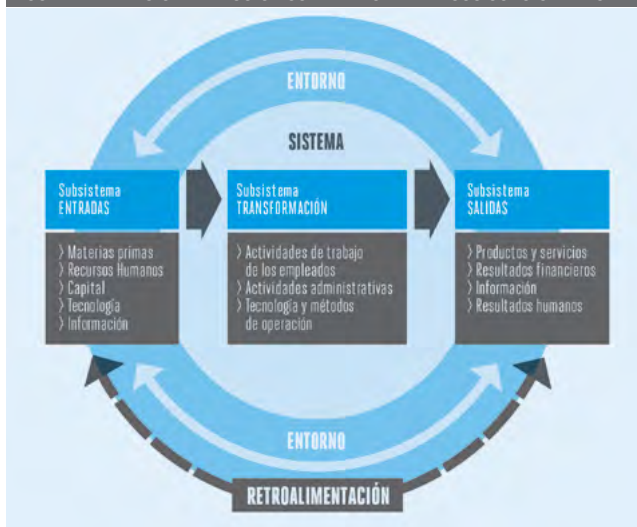 ENTORNO
SISTEMA
Subsistema
ENTRADAS
> Materias primas
> Recursos Humanos
> Capital
> Tecnología
> Información
Subsistema
TRANSFORMACIÓN
> Actividades de trabajo
de los empleados
> Actividades administrativas
> Tecnología y métodos
de operación
Subsistema
SALIDAS
> Productos y servicios
> Resultados financieros
> Información
> Resultados humanos
ENTORNO
RETROALIMENTACIÓN